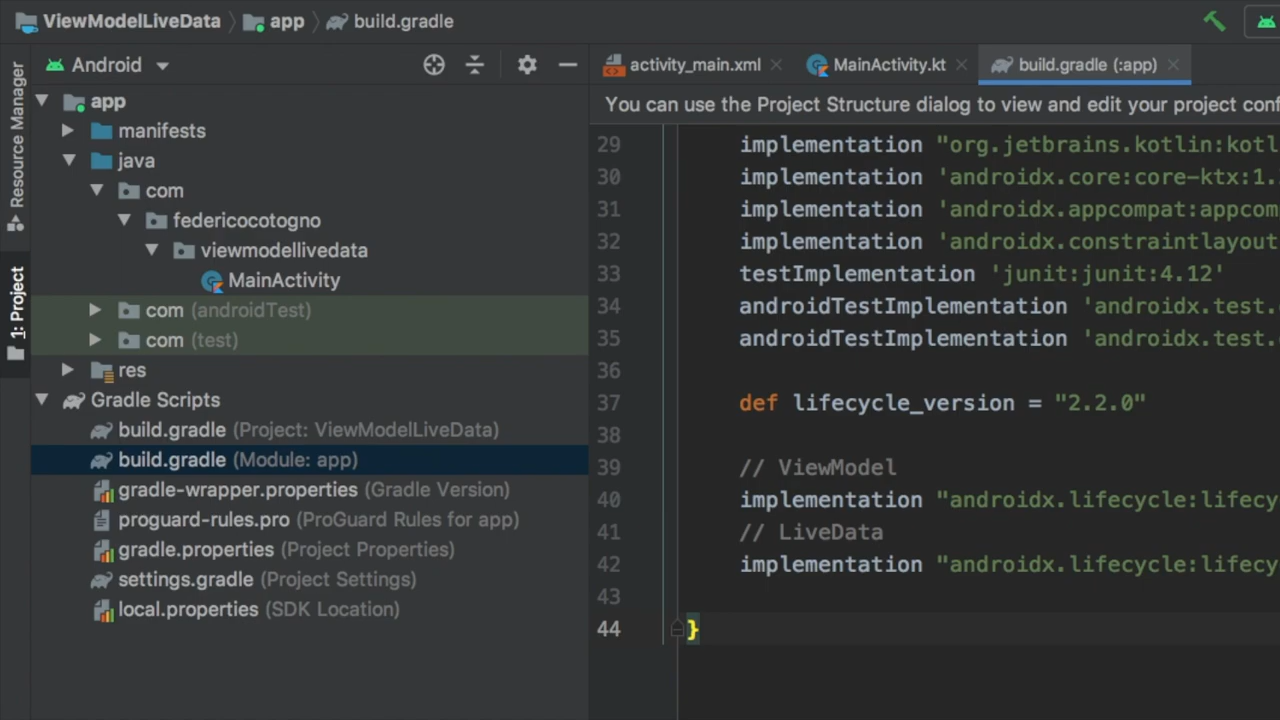 ViewModelLiveData app build.gradle
Resource Manager
1: Project
Android
app
manifests
java
com
federicocotogno
viewmodellivedata
MainActivity
com (androidTest)
com (test)
res
Gradle Scripts
build.gradle (Project: ViewModelLiveData)
build.gradle (Module: app)
gradle-wrapper.properties (Gradle Version)
proguard-rules.pro (ProGuard Rules for app)
gradle.properties (Project Properties)
settings.gradle (Project Settings)
local.properties (SDK Location)
activity_main.xml MainActivity.kt build.gradle (:app)
You can use the Project Structure dialog to view and edit your project conf
29 implementation "org.jetbrains.kotlin:kotl
30 implementation 'androidx.core:core-ktx:1.
31 implementation 'androidx.appcompat:appcom
32 implementation 'androidx.constraintlayout
33 testImplementation 'junit:junit:4.12'
34 androidTestImplementation 'androidx.test.
35 androidTestImplementation 'androidx.test.
36
37 def lifecycle_version = "2.2.0"
38
39 // ViewModel
40 implementation "androidx.lifecycle:lifecy
41 // LiveData
42 implementation "androidx.lifecycle:lifecy
43
44 }